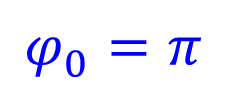 φ₀ = π